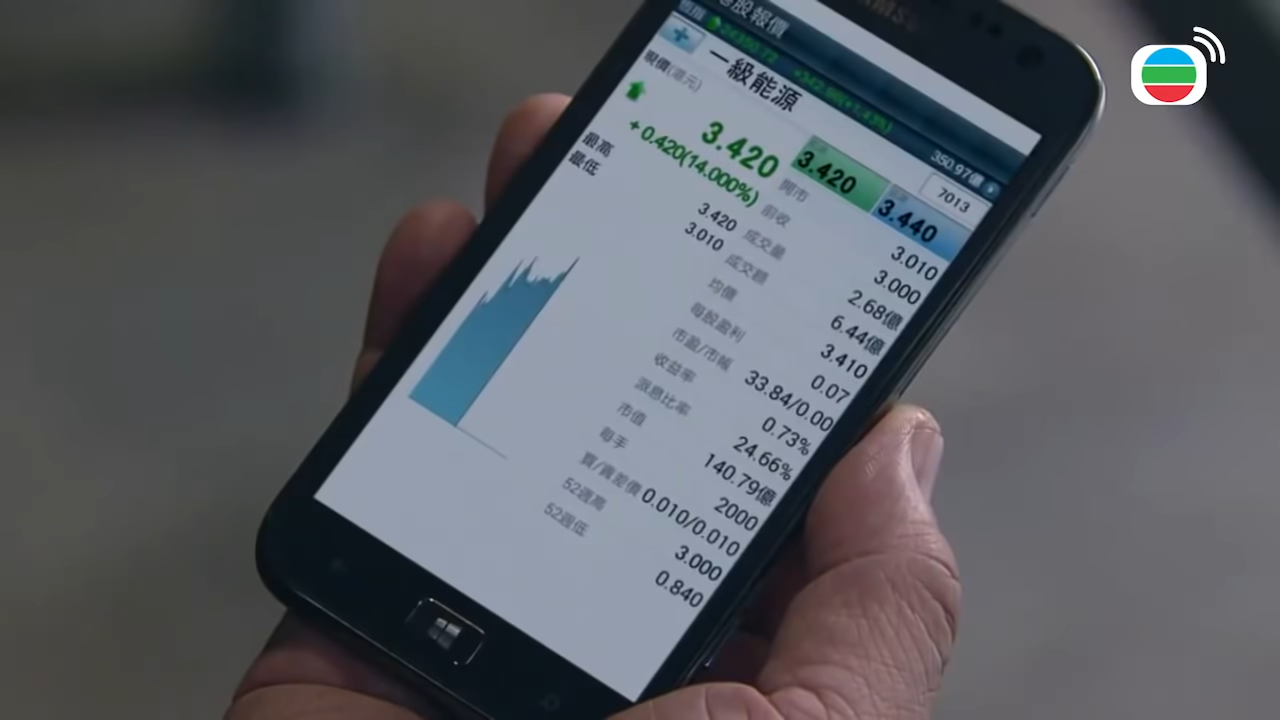 港股報價
一級能源
350.97億
7013
現價(港元)
3.420
+0.420(14.000%)
3.420
3.440
最高 3.420
最低 3.010
開市 3.010
前收 3.000
成交量 2.68億
成交額 6.44億
均價 3.410
每股盈利 0.07
市盈/市帳 33.84/0.00
收益率 0.73%
派息比率 24.66%
市值 140.79億
每手 2000
買/賣差價 0.010/0.010
52週高 3.000
52週低 0.840